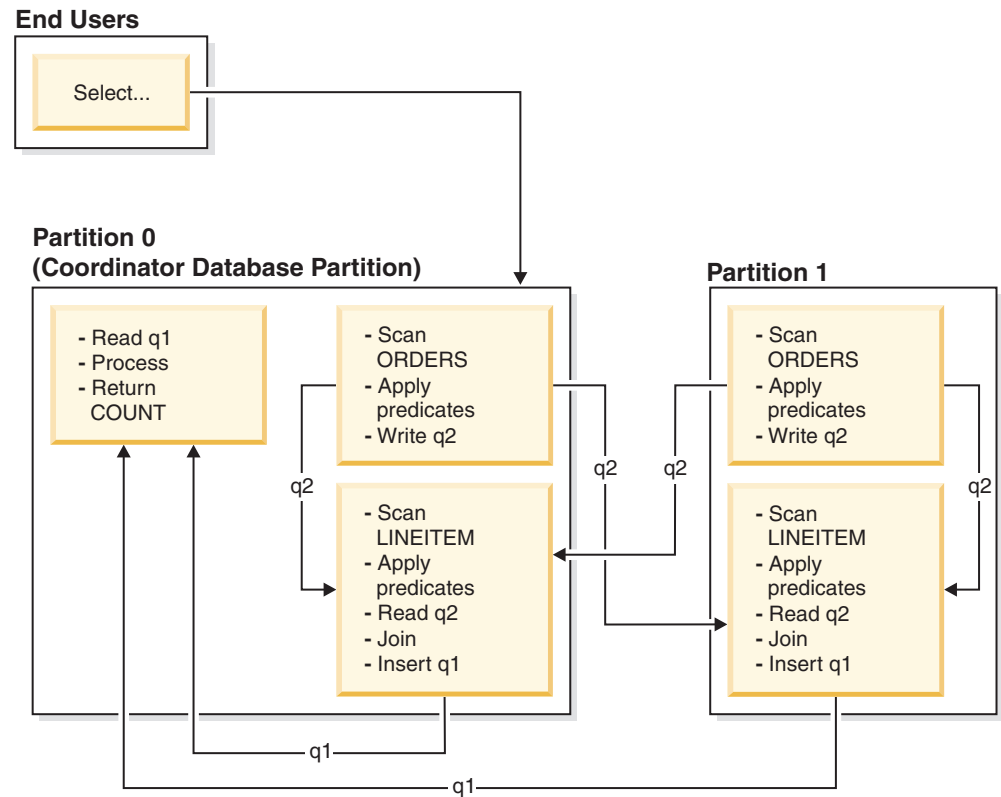 End Users
Select...
Partition 0
(Coordinator Database Partition)
- Read q1
- Process
- Return
COUNT
- Scan
ORDERS
- Apply
predicates
- Write q2
q2
q2
- Scan
LINEITEM
- Apply
predicates
- Read q2
- Join
- Insert q1
Partition 1
- Scan
ORDERS
- Apply
predicates
- Write q2
q2
q2
- Scan
LINEITEM
- Apply
predicates
- Read q2
- Join
- Insert q1
q1
q1